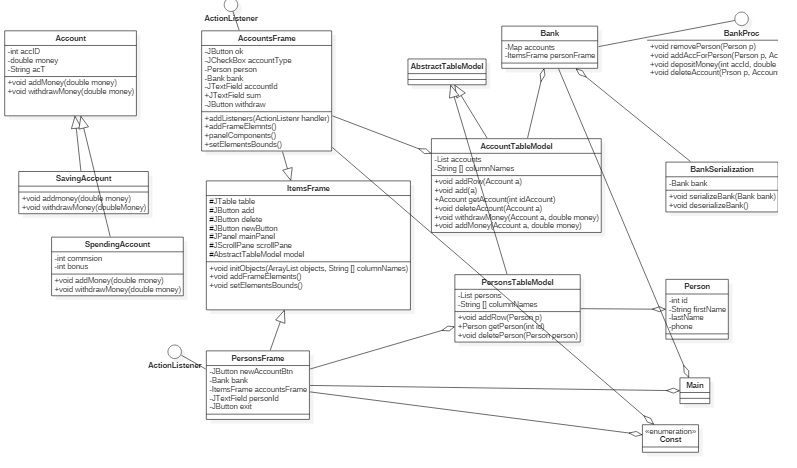 ActionListener
Account
-int accID
-double money
-String acT
+void addMoney(double money)
+void withdrawMoney(double money)
AccountsFrame
-JButton ok
-JCheckBox accountType
-Person person
-Bank bank
-JTextField accountId
+JTextField sum
-JButton withdraw
+addListeners(ActionListenr handler)
+addFrameElemnts()
+panelComponents()
+setElementsBounds()
Bank
-Map accounts
-ItemsFrame personFrame
BankProc
+void removePerson(Person p)
+void addAccForPerson(Person p, Ac
+void depositMoney(int accId, double
+void deleteAccount(Prson p, Accoun
AbstractTableModel
AccountTableModel
-List accounts
-String [] columnNames
+void addRow(Account a)
+void add(a)
+Account getAccount(int idAccount)
+void deleteAccount(Account a)
+void withdrawMoney(Account a, double money)
+void addMoney(Account a, double money)
BankSerialization
-Bank bank
+void serializeBank(Bank bank)
+void deserializeBank()
SavingAccount
+void addmoney(double money)
+void withdrawMoney(doubleMoney)
ItemsFrame
#JTable table
#JButton add
#JButton delete
#JButton newButton
#JPanel mainPanel
#JScrollPane scrollPane
#AbstractTableModel model
+void initObjects(ArrayList objects, String [] columnNames)
+void addFrameElements()
+void setElementsBounds()
SpendingAccount
-int commsion
-int bonus
+void addMoney(double money)
+void withdrawMoney(double money)
PersonsTableModel
-List persons
-String [] columnNames
+void addRow(Person p)
+Person getPerson(int id)
+void deletePerson(Person person)
Person
-int id
-String firstName
-lastName
-phone
ActionListener
PersonsFrame
-JButton newAccountBtn
-Bank bank
-ItemsFrame accountsFrame
-JTextField personId
-JButton exit
Main
«enumeration»
Const